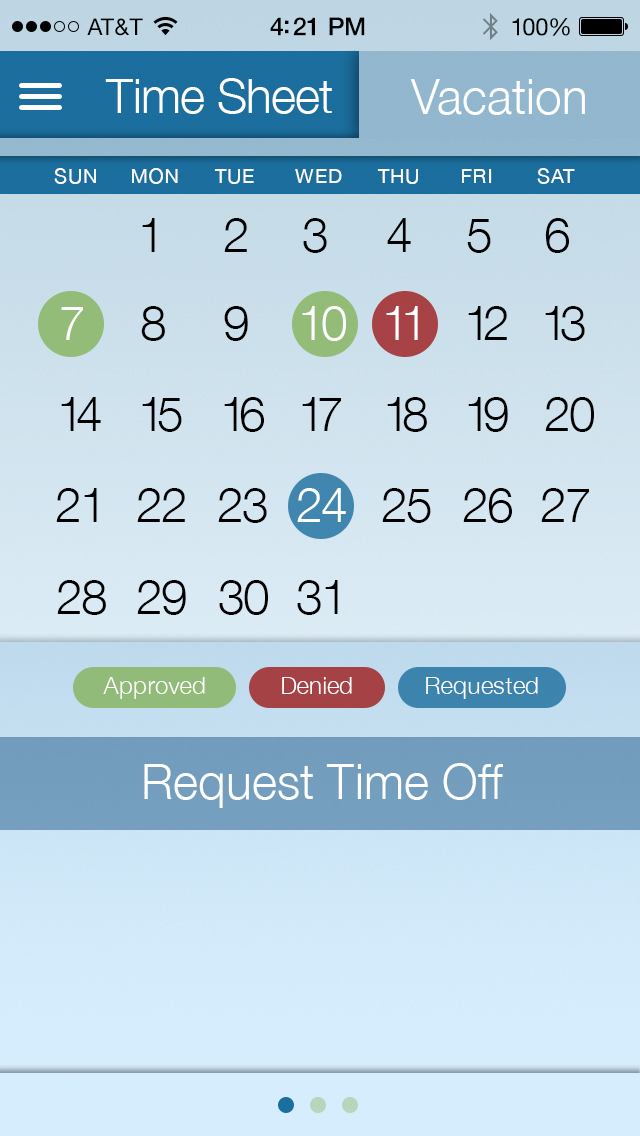 AT&T 4:21 PM 100%
Time Sheet Vacation
SUN MON TUE WED THU FRI SAT
1 2 3 4 5 6
7 8 9 10 11 12 13
14 15 16 17 18 19 20
21 22 23 24 25 26 27
28 29 30 31
Approved Denied Requested
Request Time Off